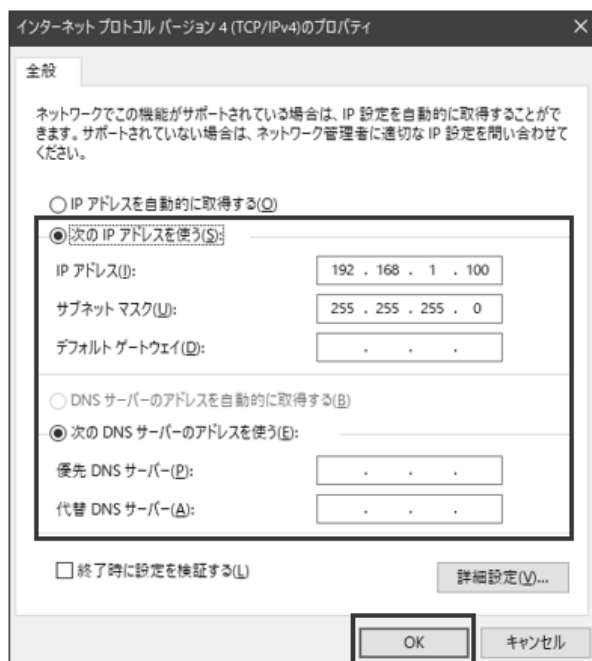 インターネット プロトコル バージョン 4 (TCP/IPv4)のプロパティ
全般
ネットワークでこの機能がサポートされている場合は、IP 設定を自動的に取得することがで
きます。サポートされていない場合は、ネットワーク管理者に適切な IP 設定を問い合わせて
ください。
IP アドレスを自動的に取得する(O)
次の IP アドレスを使う(S):
IP アドレス(I): 192 . 168 . 1 . 100
サブネット マスク(U): 255 . 255 . 255 . 0
デフォルト ゲートウェイ(D): . . .
DNS サーバーのアドレスを自動的に取得する(B)
次の DNS サーバーのアドレスを使う(E):
優先 DNS サーバー(P): . . .
代替 DNS サーバー(A): . . .
終了時に設定を検証する(L)
詳細設定(V)...
OK キャンセル